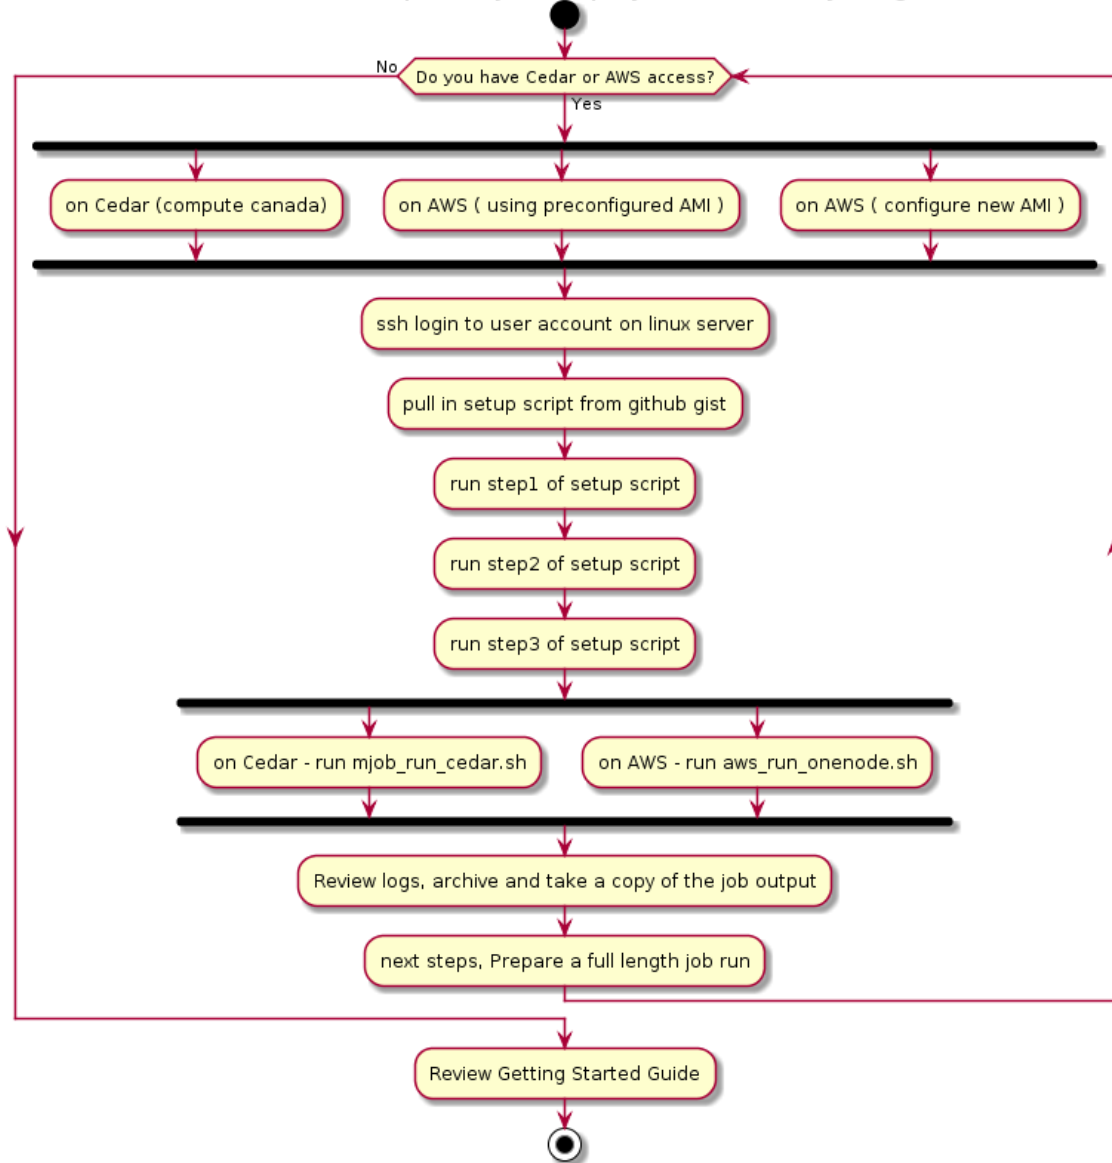 Do you have Cedar or AWS access?
No
Yes
on Cedar (compute canada)
on AWS ( using preconfigured AMI )
on AWS ( configure new AMI )
ssh login to user account on linux server
pull in setup script from github gist
run step1 of setup script
run step2 of setup script
run step3 of setup script
on Cedar - run mjob_run_cedar.sh
on AWS - run aws_run_onenode.sh
Review logs, archive and take a copy of the job output
next steps, Prepare a full length job run
Review Getting Started Guide